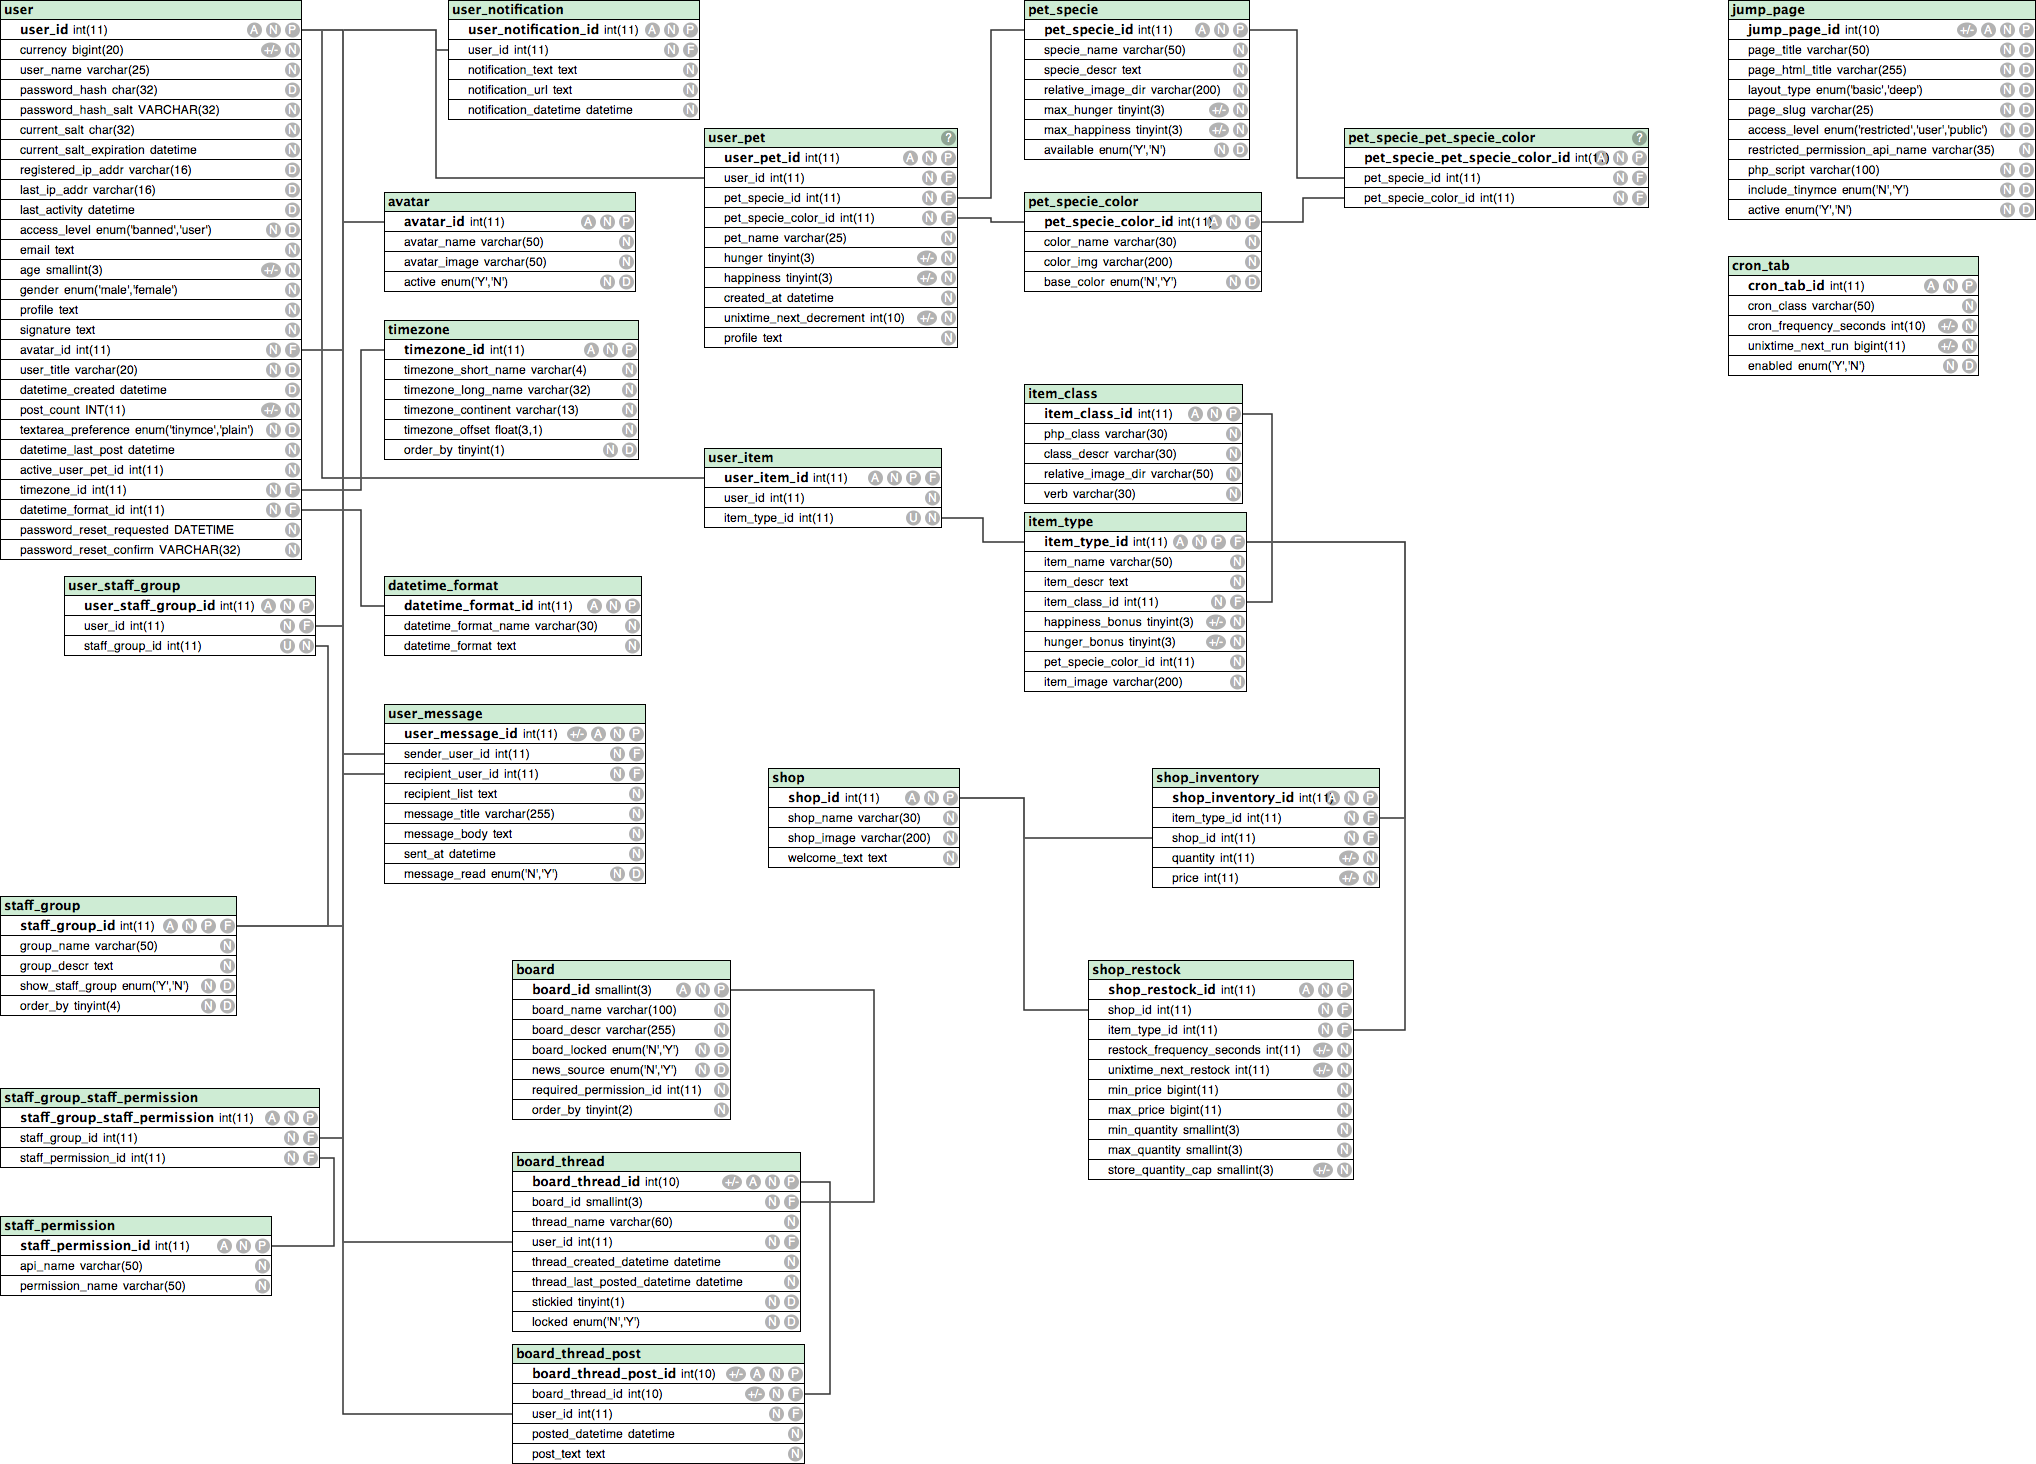 user
user_id int(11) A N P
currency bigint(20) +/- N
user_name varchar(25) N
password_hash char(32) D
password_hash_salt VARCHAR(32) N
current_salt char(32) N
current_salt_expiration datetime N
registered_ip_addr varchar(16) D
last_ip_addr varchar(16) D
last_activity datetime D
access_level enum('banned','user') N D
email text N
age smallint(3) +/- N
gender enum('male','female') N
profile text N
signature text N
avatar_id int(11) N F
user_title varchar(20) N D
datetime_created datetime D
post_count INT(11) +/- N
textarea_preference enum('tinymce','plain') N D
datetime_last_post datetime N
active_user_pet_id int(11) N
timezone_id int(11) N F
datetime_format_id int(11) N F
password_reset_requested DATETIME N
password_reset_confirm VARCHAR(32) N
user_notification
user_notification_id int(11) A N P
user_id int(11) N F
notification_text text N
notification_url text N
notification_datetime datetime N
avatar
avatar_id int(11) A N P
avatar_name varchar(50) N
avatar_image varchar(50) N
active enum('Y','N') N D
timezone
timezone_id int(11) A N P
timezone_short_name varchar(4) N
timezone_long_name varchar(32) N
timezone_continent varchar(13) N
timezone_offset float(3,1) N
order_by tinyint(1) N D
user_pet ?
user_pet_id int(11) A N P
user_id int(11) N F
pet_specie_id int(11) N F
pet_specie_color_id int(11) N F
pet_name varchar(25) N
hunger tinyint(3) +/- N
happiness tinyint(3) +/- N
created_at datetime N
unixtime_next_decrement int(10) +/- N
profile text N
pet_specie
pet_specie_id int(11) A N P
specie_name varchar(50) N
specie_descr text N
relative_image_dir varchar(200) N
max_hunger tinyint(3) +/- N
max_happiness tinyint(3) +/- N
available enum('Y','N') N D
pet_specie_color
pet_specie_color_id int(11) A N P
color_name varchar(30) N
color_img varchar(200) N
base_color enum('N','Y') N D
pet_specie_pet_specie_color ?
pet_specie_pet_specie_color_id int(11) A N P
pet_specie_id int(11) N F
pet_specie_color_id int(11) N F
jump_page
jump_page_id int(10) +/- A N P
page_title varchar(50) N D
page_html_title varchar(255) N D
layout_type enum('basic','deep') N D
page_slug varchar(25) N D
access_level enum('restricted','user','public') N D
restricted_permission_api_name varchar(35) N
php_script varchar(100) N D
include_tinymce enum('N','Y') N D
active enum('Y','N') N D
cron_tab
cron_tab_id int(11) A N P
cron_class varchar(50) N
cron_frequency_seconds int(10) +/- N
unixtime_next_run bigint(11) +/- N
enabled enum('Y','N') N D
user_item
user_item_id int(11) A N P F
user_id int(11) N
item_type_id int(11) U N
item_class
item_class_id int(11) A N P
php_class varchar(30) N
class_descr varchar(30) N
relative_image_dir varchar(50) N
verb varchar(30) N
item_type
item_type_id int(11) A N P F
item_name varchar(50) N
item_descr text N
item_class_id int(11) N F
happiness_bonus tinyint(3) +/- N
hunger_bonus tinyint(3) +/- N
pet_specie_color_id int(11) N
item_image varchar(200) N
user_staff_group
user_staff_group_id int(11) A N P
user_id int(11) N F
staff_group_id int(11) U N
datetime_format
datetime_format_id int(11) A N P
datetime_format_name varchar(30) N
datetime_format text N
user_message
user_message_id int(11) +/- A N P
sender_user_id int(11) N F
recipient_user_id int(11) N F
recipient_list text N
message_title varchar(255) N
message_body text N
sent_at datetime N
message_read enum('N','Y') N D
shop
shop_id int(11) A N P
shop_name varchar(30) N
shop_image varchar(200) N
welcome_text text N
shop_inventory
shop_inventory_id int(11) A N P
item_type_id int(11) N F
shop_id int(11) N F
quantity int(11) +/- N
price int(11) +/- N
staff_group
staff_group_id int(11) A N P F
group_name varchar(50) N
group_descr text N
show_staff_group enum('Y','N') N D
order_by tinyint(4) N D
board
board_id smallint(3) A N P
board_name varchar(100) N
board_descr varchar(255) N
board_locked enum('N','Y') N D
news_source enum('N','Y') N D
required_permission_id int(11) N
order_by tinyint(2) N
shop_restock
shop_restock_id int(11) A N P
shop_id int(11) N F
item_type_id int(11) N F
restock_frequency_seconds int(11) +/- N
unixtime_next_restock int(11) +/- N
min_price bigint(11) N
max_price bigint(11) N
min_quantity smallint(3) N
max_quantity smallint(3) N
store_quantity_cap smallint(3) +/- N
staff_group_staff_permission
staff_group_staff_permission int(11) A N P
staff_group_id int(11) N F
staff_permission_id int(11) N F
staff_permission
staff_permission_id int(11) A N P
api_name varchar(50) N
permission_name varchar(50) N
board_thread
board_thread_id int(10) +/- A N P
board_id smallint(3) N F
thread_name varchar(60) N
user_id int(11) N F
thread_created_datetime datetime N
thread_last_posted_datetime datetime N
stickied tinyint(1) N D
locked enum('N','Y') N D
board_thread_post
board_thread_post_id int(10) +/- A N P
board_thread_id int(10) +/- N F
user_id int(11) N F
posted_datetime datetime N
post_text text N